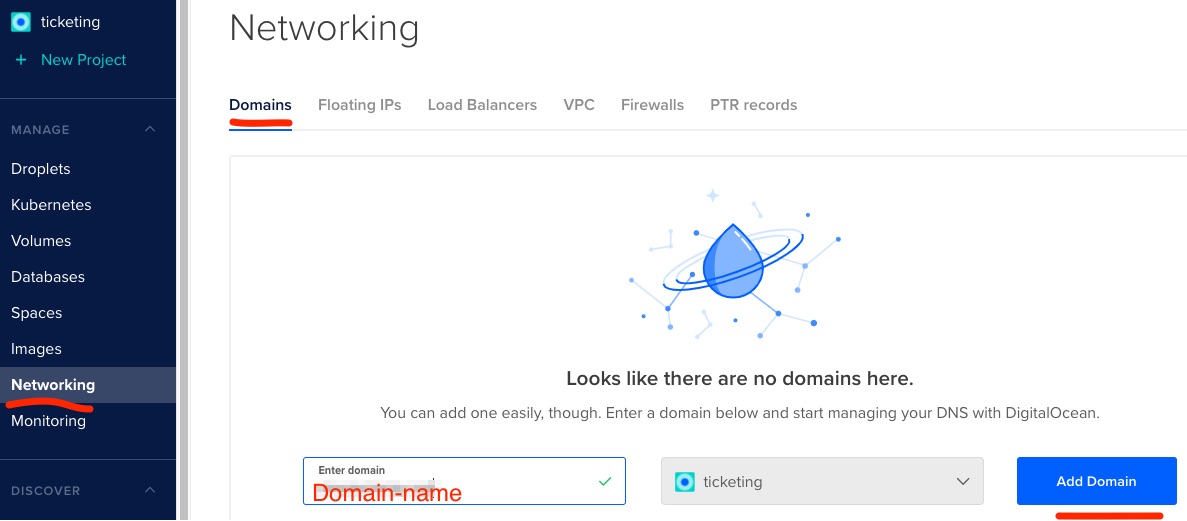 ticketing
+ New Project
MANAGE
Droplets
Kubernetes
Volumes
Databases
Spaces
Images
Networking
Monitoring
DISCOVER
Networking
Domains Floating IPs Load Balancers VPC Firewalls PTR records
Looks like there are no domains here.
You can add one easily, though. Enter a domain below and start managing your DNS with DigitalOcean.
Enter domain
Domain-name
ticketing
Add Domain